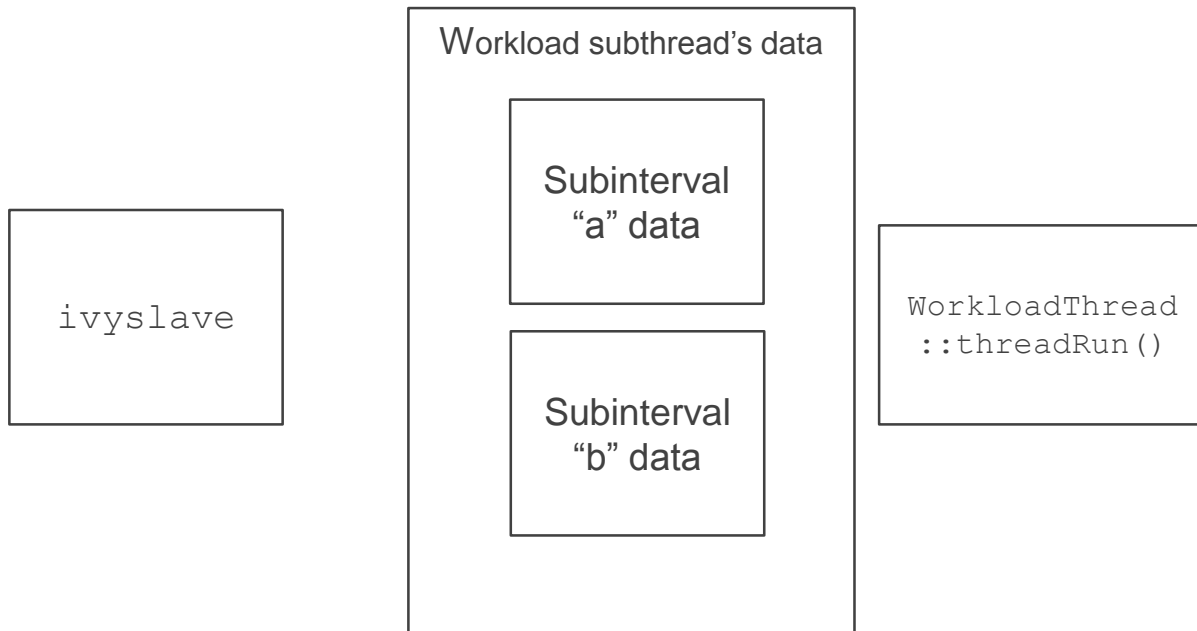 Workload subthread’s data
Subinterval
“a” data
ivyslave
WorkloadThread
::threadRun()
Subinterval
“b” data